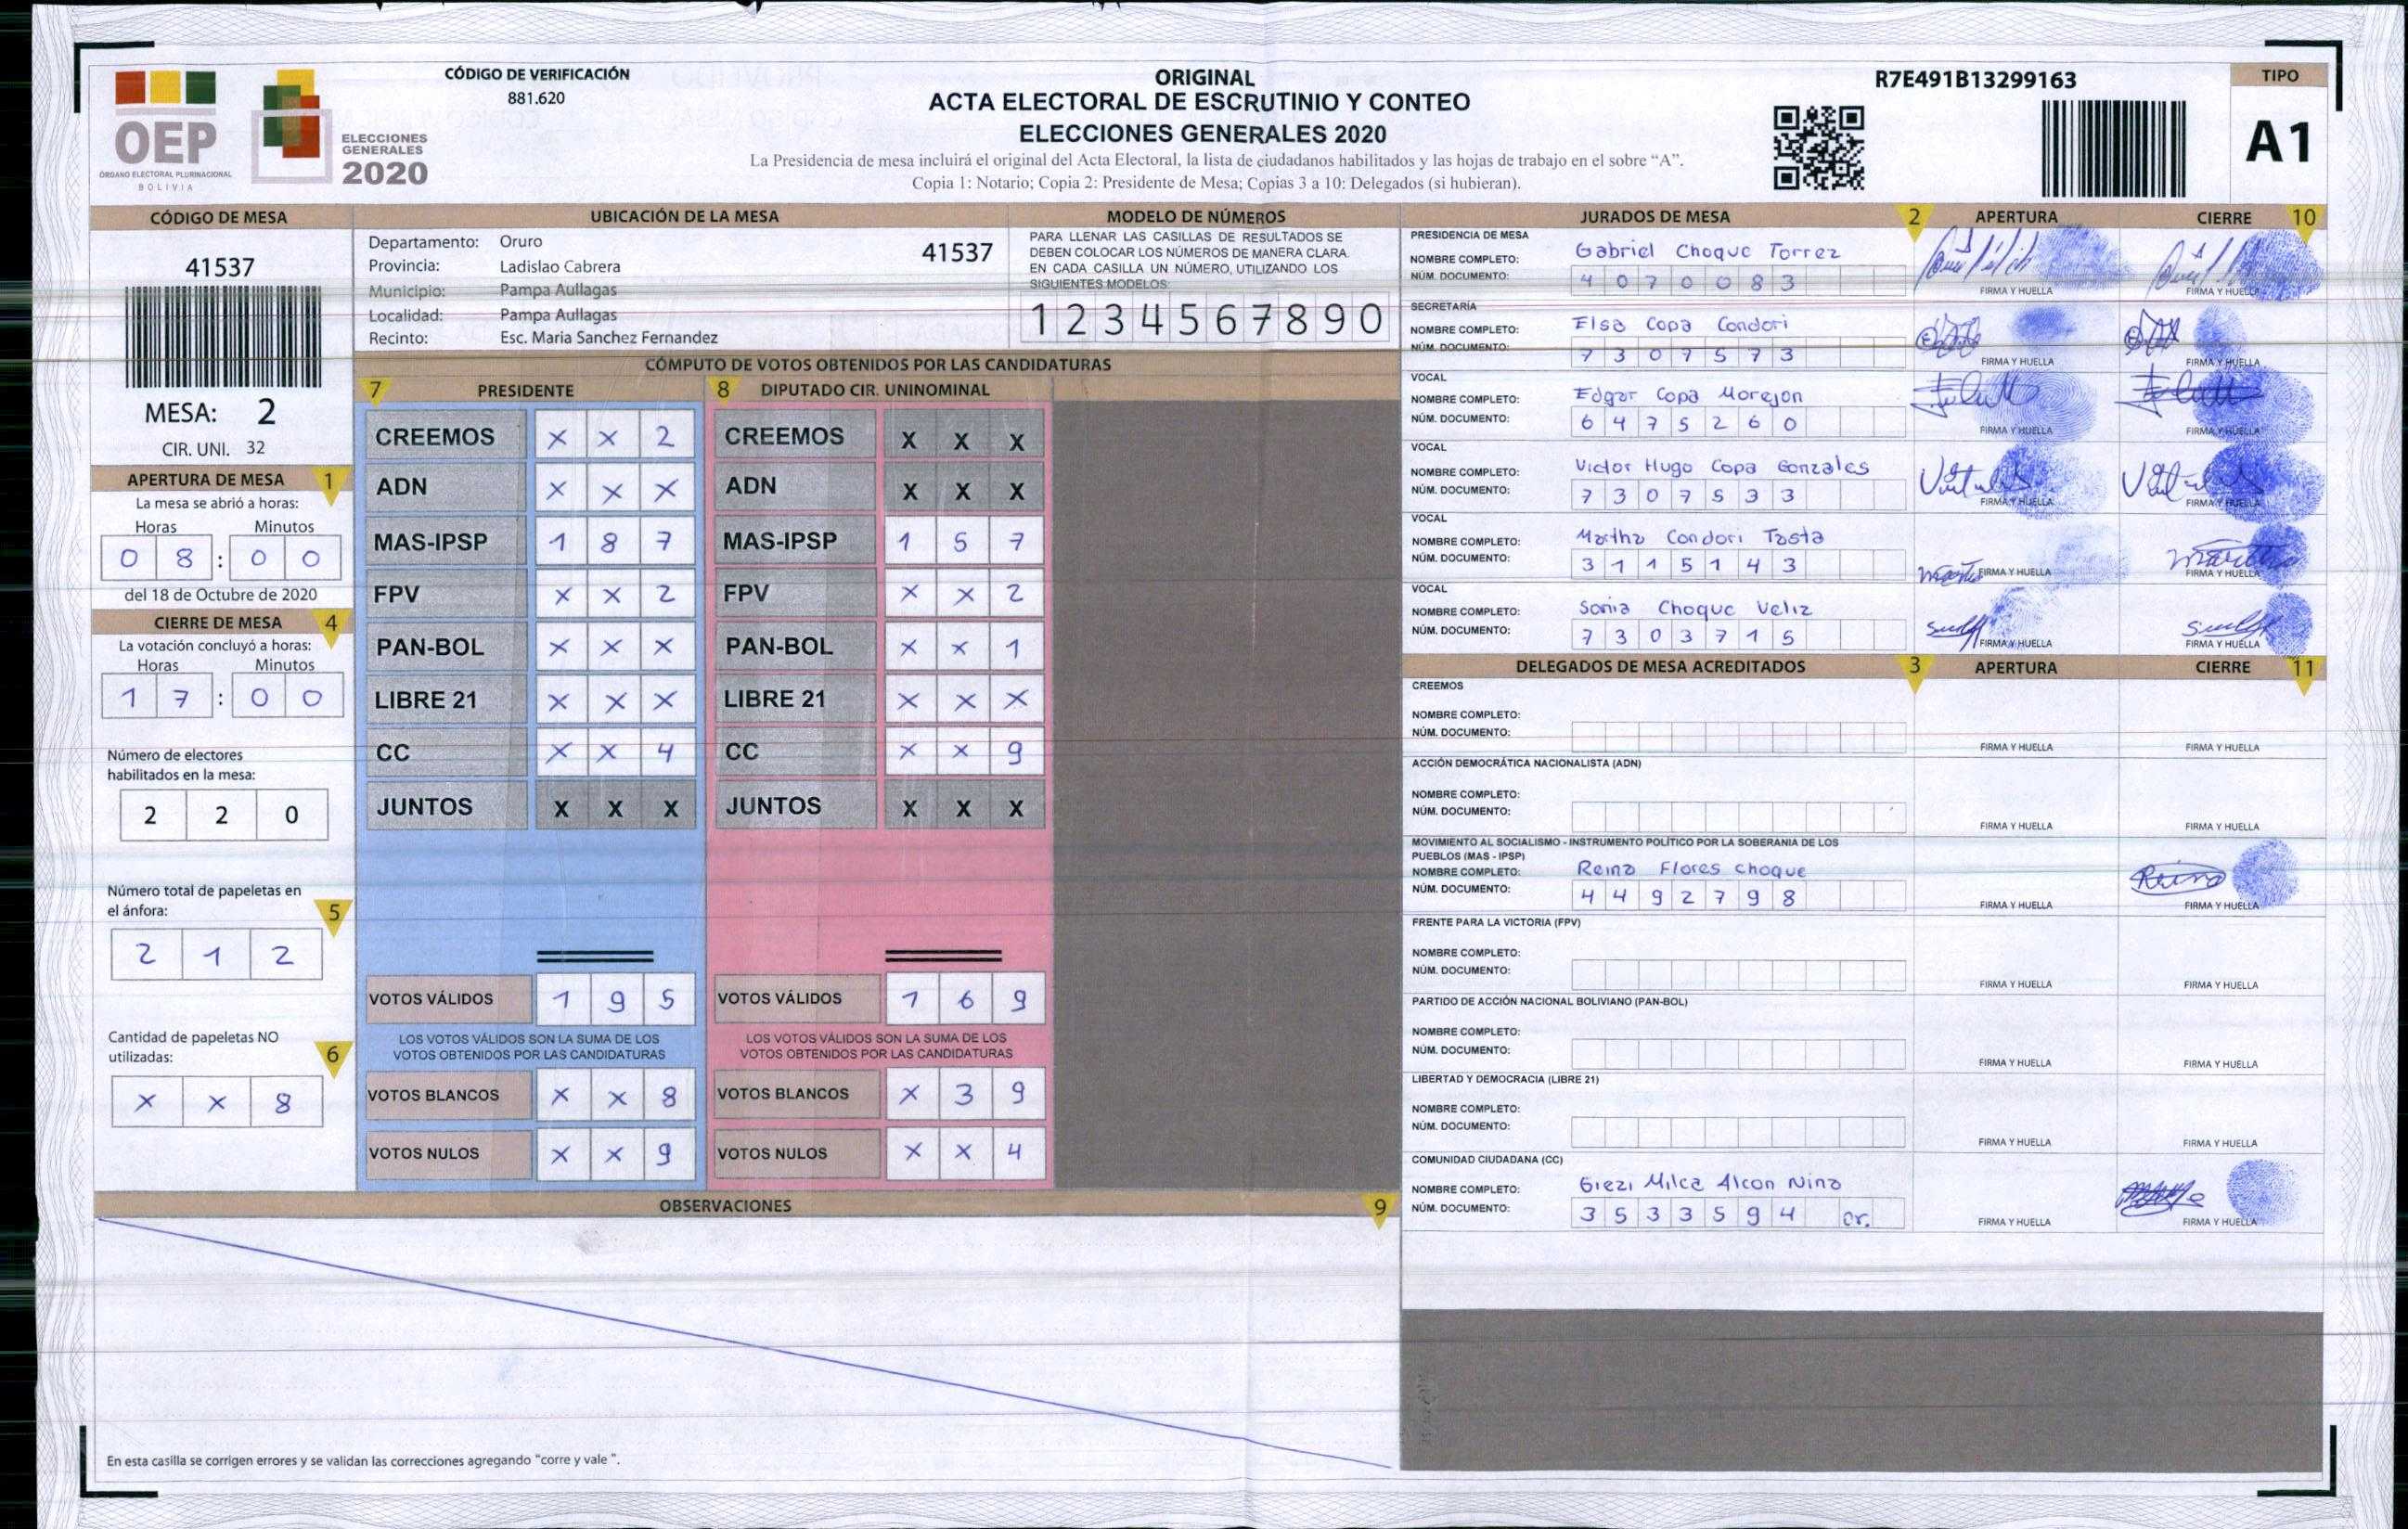 OEP
ÓRGANO ELECTORAL PLURINACIONAL
BOLIVIA
ELECCIONES
GENERALES
2020
CÓDIGO DE VERIFICACIÓN
881.620
ORIGINAL
ACTA ELECTORAL DE ESCRUTINIO Y CONTEO
ELECCIONES GENERALES 2020
La Presidencia de mesa incluirá el original del Acta Electoral, la lista de ciudadanos habilitados y las hojas de trabajo en el sobre “A”.
Copia 1: Notario; Copia 2: Presidente de Mesa; Copias 3 a 10: Delegados (si hubieran).
R7E491B13299163
TIPO
A1
CÓDIGO DE MESA
41537
MESA: 2
CIR. UNI. 32
APERTURA DE MESA 1
La mesa se abrió a horas:
Horas Minutos
0 8 : 0 0
del 18 de Octubre de 2020
CIERRE DE MESA 4
La votación concluyó a horas:
Horas Minutos
1 7 : 0 0
Número de electores
habilitados en la mesa:
2 2 0
Número total de papeletas en
el ánfora: 5
2 1 2
Cantidad de papeletas NO
utilizadas: 6
X X 8
UBICACIÓN DE LA MESA
Departamento: Oruro 41537
Provincia: Ladislao Cabrera
Municipio: Pampa Aullagas
Localidad: Pampa Aullagas
Recinto: Esc. Maria Sanchez Fernandez
MODELO DE NÚMEROS
PARA LLENAR LAS CASILLAS DE RESULTADOS SE
DEBEN COLOCAR LOS NÚMEROS DE MANERA CLARA.
EN CADA CASILLA UN NÚMERO, UTILIZANDO LOS
SIGUIENTES MODELOS:
1 2 3 4 5 6 7 8 9 0
CÓMPUTO DE VOTOS OBTENIDOS POR LAS CANDIDATURAS
7 PRESIDENTE 8 DIPUTADO CIR. UNINOMINAL
CREEMOS X X 2 CREEMOS X X X
ADN X X X ADN X X X
MAS-IPSP 1 8 7 MAS-IPSP 1 5 7
FPV X X 2 FPV X X 2
PAN-BOL X X X PAN-BOL X X 1
LIBRE 21 X X X LIBRE 21 X X X
CC X X 4 CC X X 9
JUNTOS X X X JUNTOS X X X
VOTOS VÁLIDOS 1 9 5 VOTOS VÁLIDOS 1 6 9
LOS VOTOS VÁLIDOS SON LA SUMA DE LOS LOS VOTOS VÁLIDOS SON LA SUMA DE LOS
VOTOS OBTENIDOS POR LAS CANDIDATURAS VOTOS OBTENIDOS POR LAS CANDIDATURAS
VOTOS BLANCOS X X 8 VOTOS BLANCOS X 3 9
VOTOS NULOS X X 9 VOTOS NULOS X X 4
OBSERVACIONES 9
En esta casilla se corrigen errores y se validan las correcciones agregando "corre y vale ".
JURADOS DE MESA 2 APERTURA CIERRE 10
PRESIDENCIA DE MESA
NOMBRE COMPLETO: Gabriel Choque Torrez
NÚM. DOCUMENTO: 4 0 7 0 0 8 3
FIRMA Y HUELLA FIRMA Y HUELLA
SECRETARÍA
NOMBRE COMPLETO: Elsa Copa Condori
NÚM. DOCUMENTO: 7 3 0 7 5 7 3
FIRMA Y HUELLA FIRMA Y HUELLA
VOCAL
NOMBRE COMPLETO: Edgar Copa Morejon
NÚM. DOCUMENTO: 6 4 7 5 2 6 0
FIRMA Y HUELLA FIRMA Y HUELLA
VOCAL
NOMBRE COMPLETO: Victor Hugo Copa Gonzales
NÚM. DOCUMENTO: 7 3 0 7 5 3 3
FIRMA Y HUELLA FIRMA Y HUELLA
VOCAL
NOMBRE COMPLETO: Martha Condori Tasta
NÚM. DOCUMENTO: 3 1 1 5 1 4 3
FIRMA Y HUELLA FIRMA Y HUELLA
VOCAL
NOMBRE COMPLETO: Sonia Choque Veliz
NÚM. DOCUMENTO: 7 3 0 3 7 1 5
FIRMA Y HUELLA FIRMA Y HUELLA
DELEGADOS DE MESA ACREDITADOS 3 APERTURA CIERRE 11
CREEMOS
NOMBRE COMPLETO:
NÚM. DOCUMENTO:
FIRMA Y HUELLA FIRMA Y HUELLA
ACCIÓN DEMOCRÁTICA NACIONALISTA (ADN)
NOMBRE COMPLETO:
NÚM. DOCUMENTO:
FIRMA Y HUELLA FIRMA Y HUELLA
MOVIMIENTO AL SOCIALISMO - INSTRUMENTO POLÍTICO POR LA SOBERANIA DE LOS
PUEBLOS (MAS - IPSP)
NOMBRE COMPLETO: Reina Flores choque
NÚM. DOCUMENTO: 4 4 9 2 7 9 8
Reina
FIRMA Y HUELLA FIRMA Y HUELLA
FRENTE PARA LA VICTORIA (FPV)
NOMBRE COMPLETO:
NÚM. DOCUMENTO:
FIRMA Y HUELLA FIRMA Y HUELLA
PARTIDO DE ACCIÓN NACIONAL BOLIVIANO (PAN-BOL)
NOMBRE COMPLETO:
NÚM. DOCUMENTO:
FIRMA Y HUELLA FIRMA Y HUELLA
LIBERTAD Y DEMOCRACIA (LIBRE 21)
NOMBRE COMPLETO:
NÚM. DOCUMENTO:
FIRMA Y HUELLA FIRMA Y HUELLA
COMUNIDAD CIUDADANA (CC)
NOMBRE COMPLETO: Giezi Milca Alcon Nina
NÚM. DOCUMENTO: 3 5 3 3 5 9 4 or.
FIRMA Y HUELLA FIRMA Y HUELLA